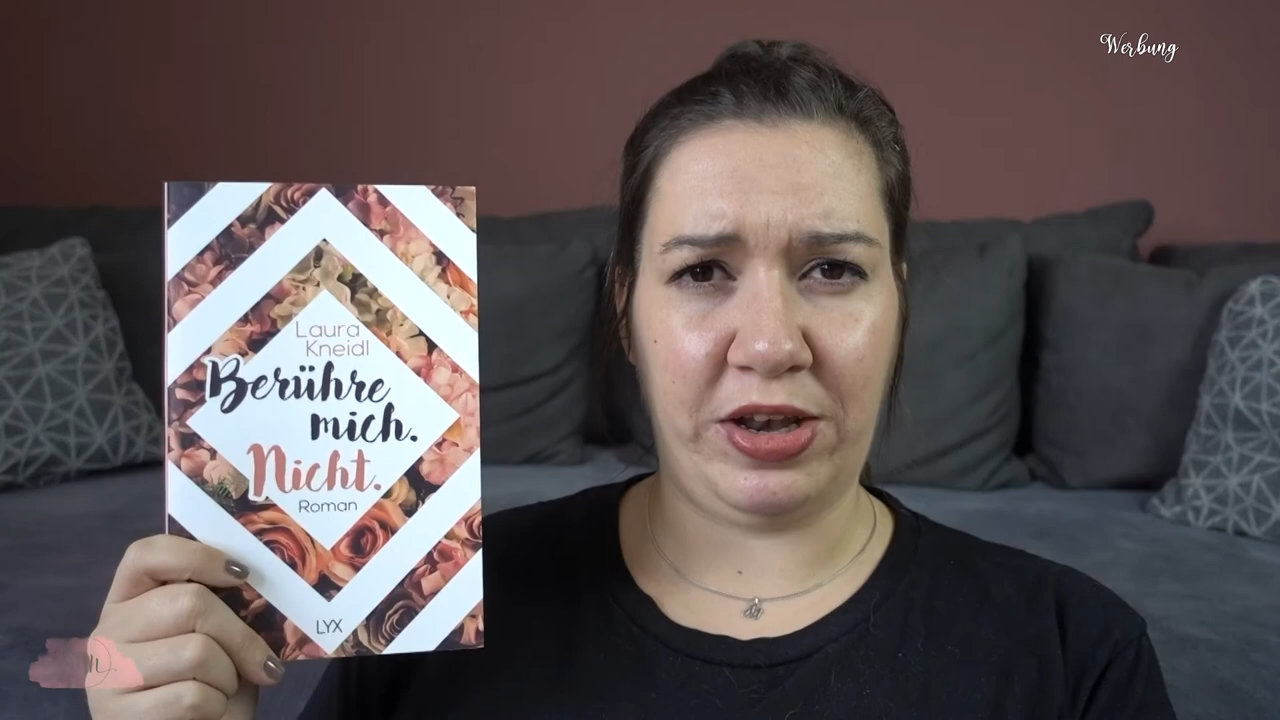 Werbung
Laura
Kneidl
Berühre
mich.
Nicht.
Roman
LYX